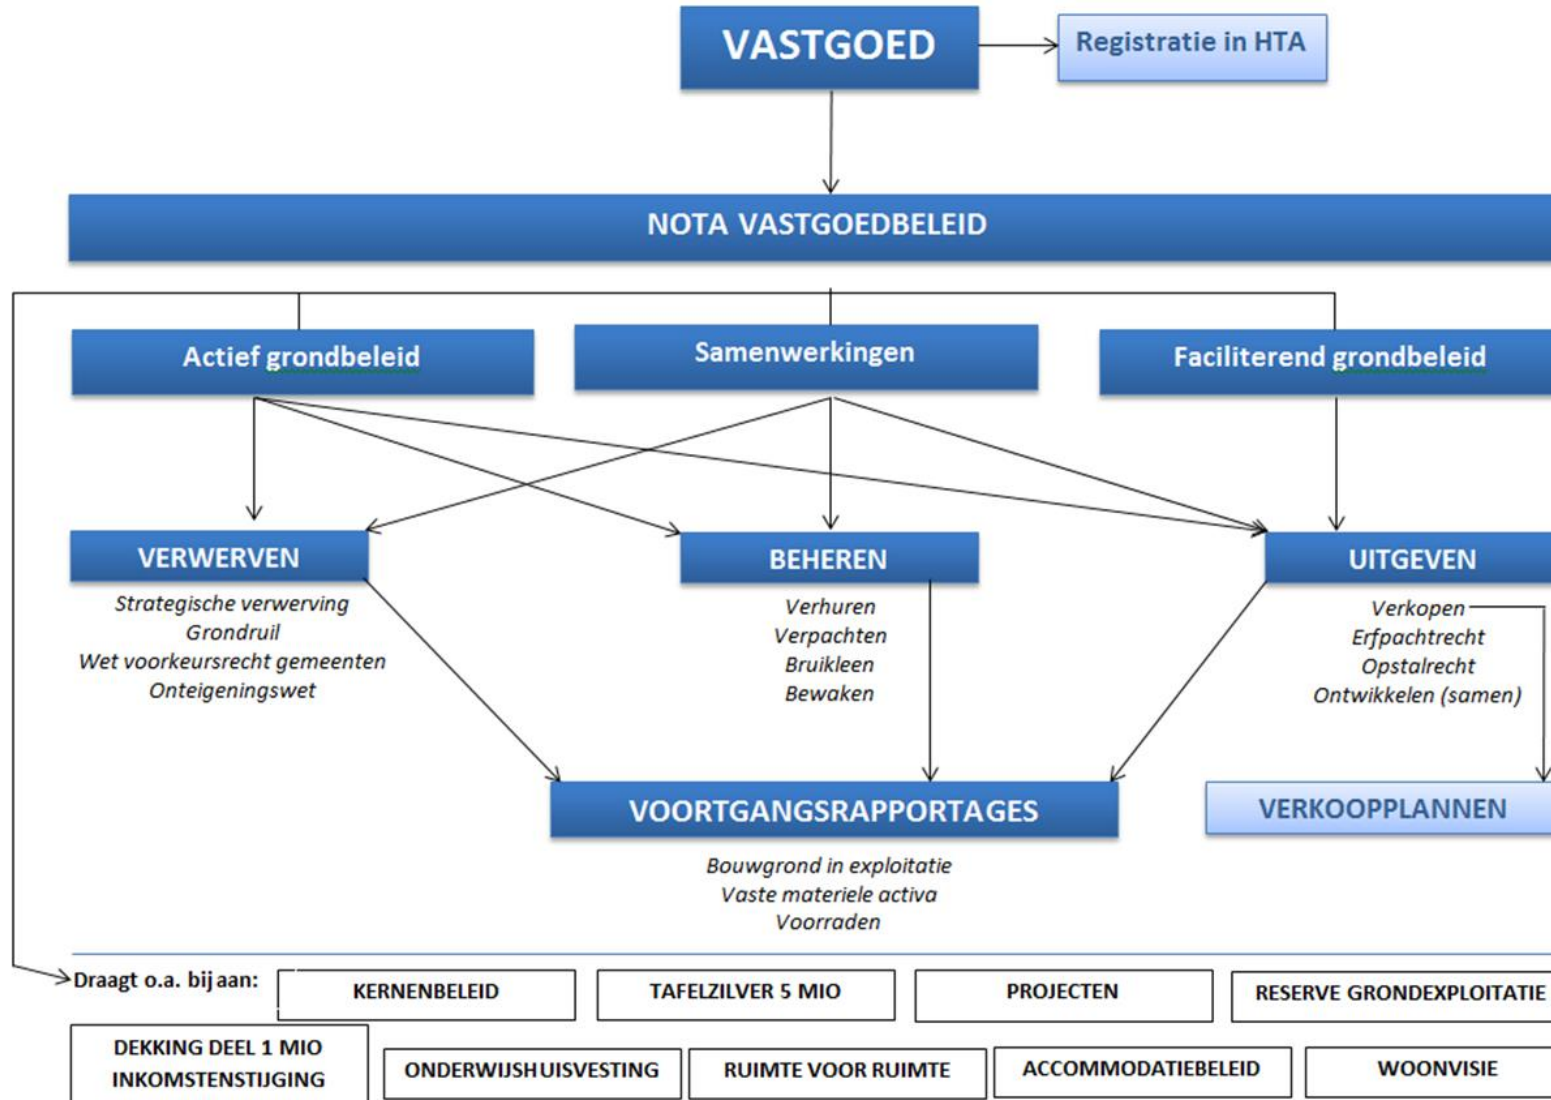 VASTGOED
Registratie in HTA
NOTA VASTGOEDBELEID
Actief grondbeleid
Samenwerkingen
Faciliterend grondbeleid
VERWERVEN
Strategische verwerving
Grondruil
Wet voorkeursrecht gemeenten
Onteigeningswet
BEHEREN
Verhuren
Verpachten
Bruikleen
Bewaken
UITGEVEN
Verkopen
Erfpachtrecht
Opstalrecht
Ontwikkelen (samen)
VOORTGANGSRAPPORTAGES
Bouwgrond in exploitatie
Vaste materiele activa
Voorraden
VERKOOPPLANNEN
Draagt o.a. bij aan:
KERNENBELEID
TAFELZILVER 5 MIO
PROJECTEN
RESERVE GRONDEXPLOITATIE
DEKKING DEEL 1 MIO
INKOMSTENSTIJGING
ONDERWIJSHUISVESTING
RUIMTE VOOR RUIMTE
ACCOMMODATIEBELEID
WOONVISIE